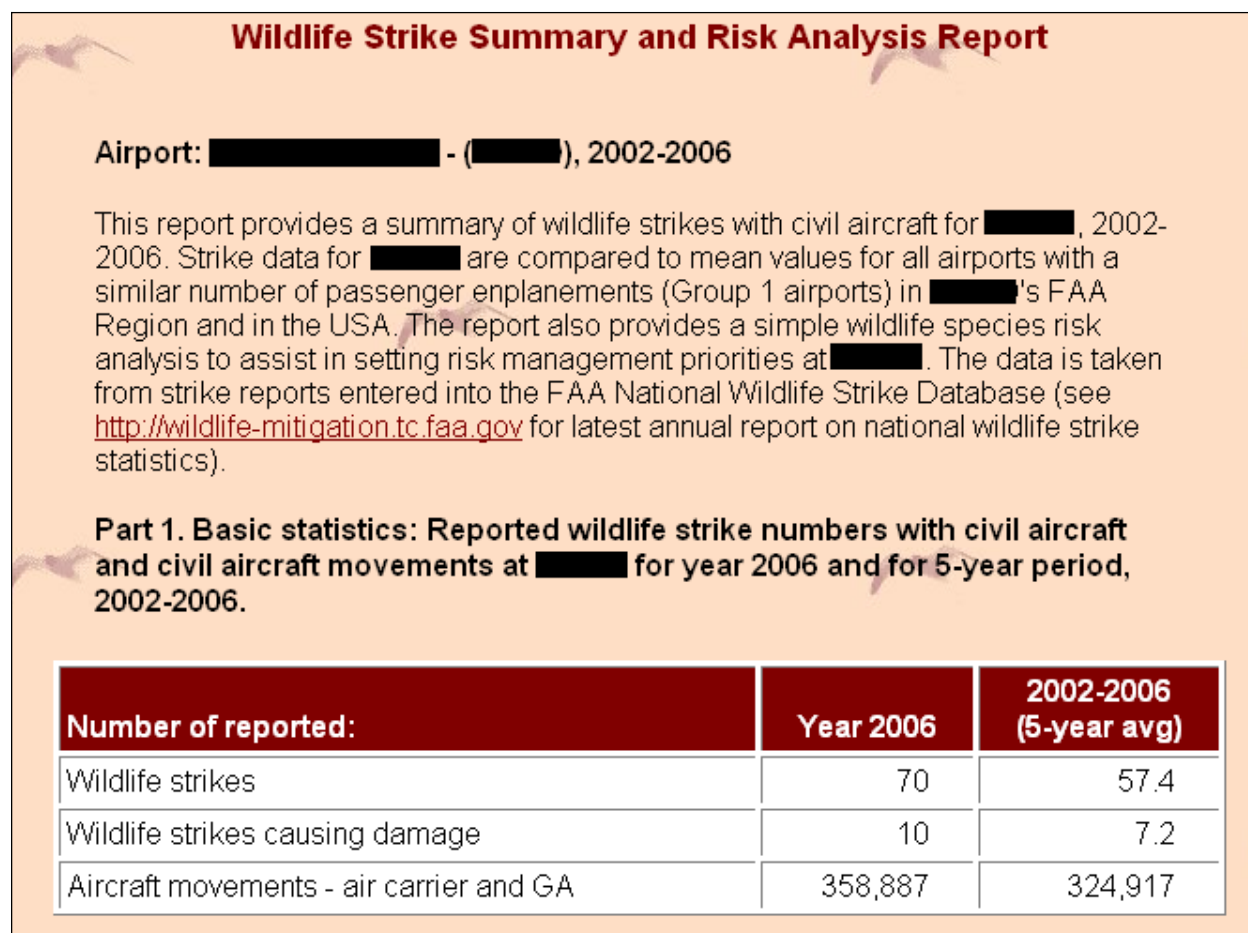 Wildlife Strike Summary and Risk Analysis Report
Airport: - ( ), 2002-2006
This report provides a summary of wildlife strikes with civil aircraft for , 2002-
2006. Strike data for are compared to mean values for all airports with a
similar number of passenger enplanements (Group 1 airports) in 's FAA
Region and in the USA. The report also provides a simple wildlife species risk
analysis to assist in setting risk management priorities at . The data is taken
from strike reports entered into the FAA National Wildlife Strike Database (see
http://wildlife-mitigation.tc.faa.gov for latest annual report on national wildlife strike
statistics).
Part 1. Basic statistics: Reported wildlife strike numbers with civil aircraft
and civil aircraft movements at for year 2006 and for 5-year period,
2002-2006.
Number of reported: Year 2006 2002-2006 (5-year avg)
Wildlife strikes 70 57.4
Wildlife strikes causing damage 10 7.2
Aircraft movements - air carrier and GA 358,887 324,917